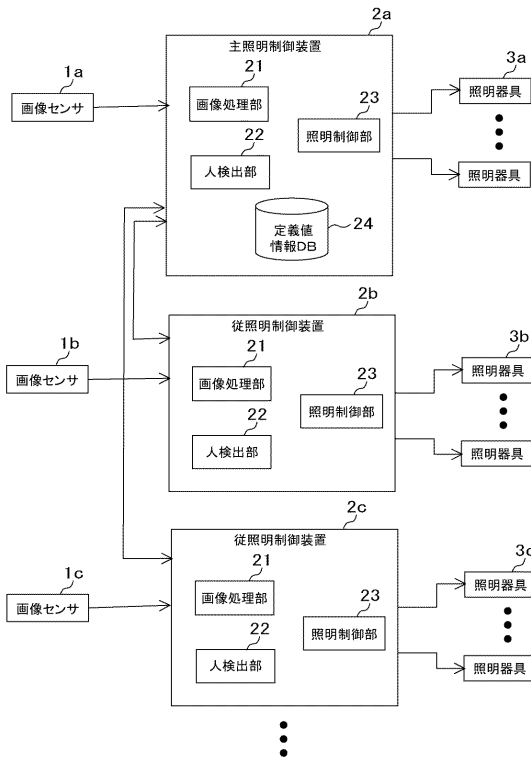 2a
主照明制御装置
1a
画像センサ
21
画像処理部
22
人検出部
23
照明制御部
定義値
情報DB
24
3a
照明器具
照明器具
2b
従照明制御装置
1b
画像センサ
21
画像処理部
22
人検出部
23
照明制御部
3b
照明器具
照明器具
2c
従照明制御装置
1c
画像センサ
21
画像処理部
22
人検出部
23
照明制御部
3c
照明器具
照明器具